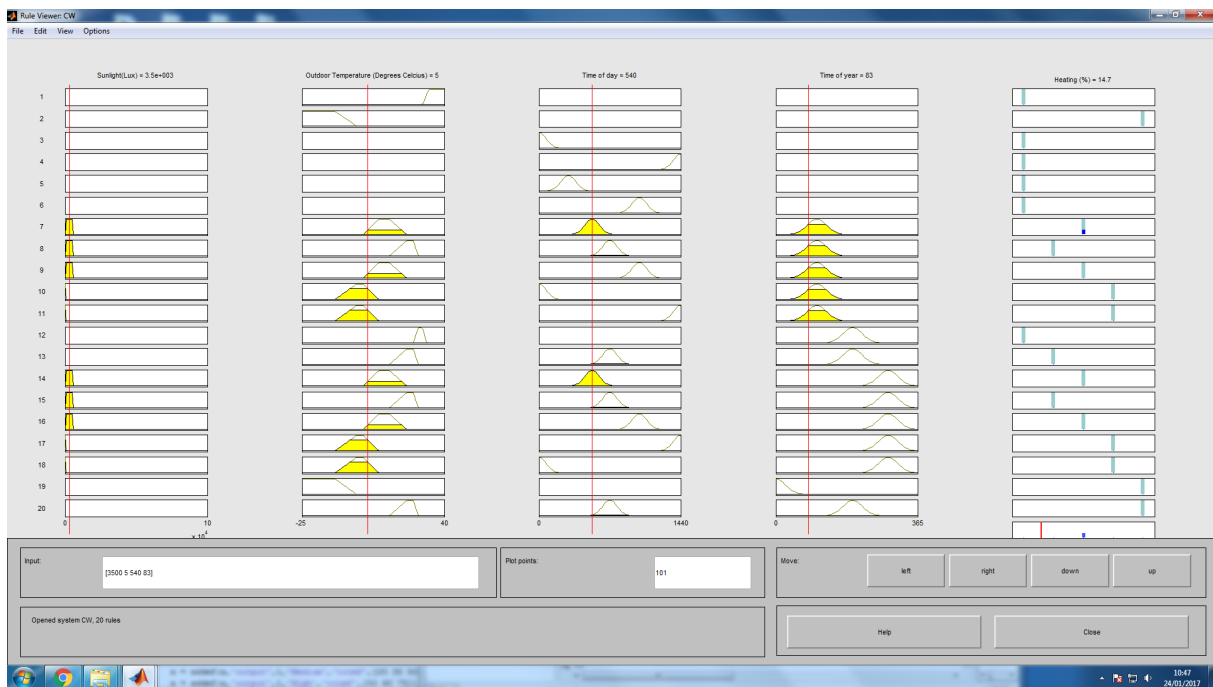 Rule Viewer: CW
File Edit View Options
Sunlight(Lux) = 3.5e+003
Outdoor Temperature (Degrees Celcius) = 5
Time of day = 540
Time of year = 83
Heating (%) = 14.7
1
2
3
4
5
6
7
8
9
10
11
12
13
14
15
16
17
18
19
20
0 10 -25 40 0 1440 0 365
x 10^4
Input:
[3500 5 540 83]
Plot points:
101
Move:
left right down up
Opened system CW, 20 rules
Help Close
10:47
24/01/2017